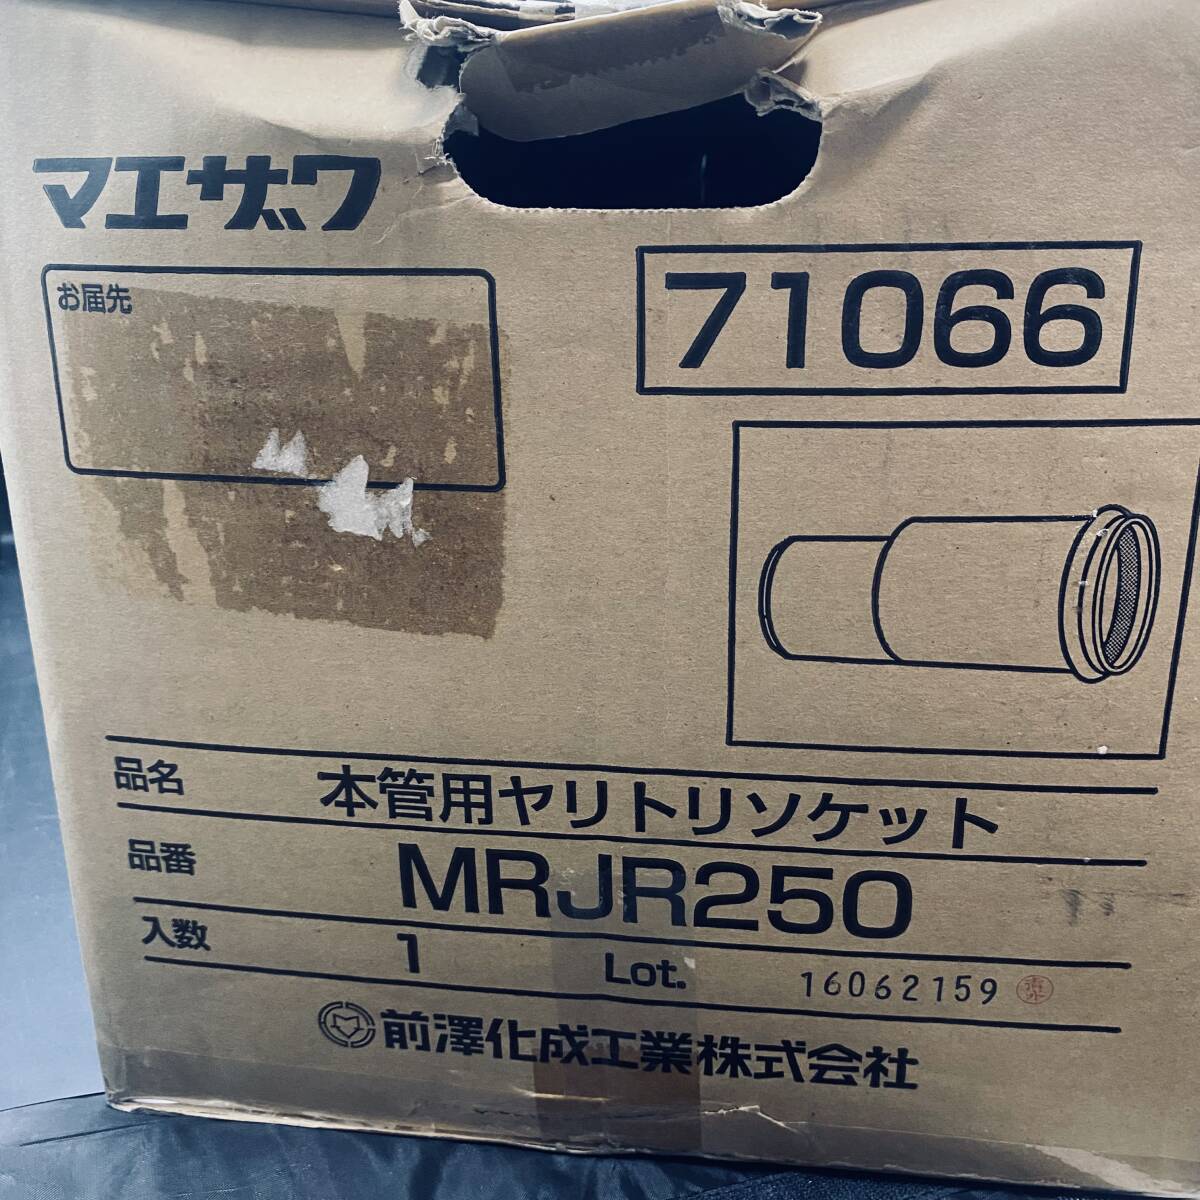 マエザワ
お届先
71066
品名 本管用ヤリトリソケット
品番 MRJR250
入数 1 Lot. 16062159
前澤化成工業株式会社